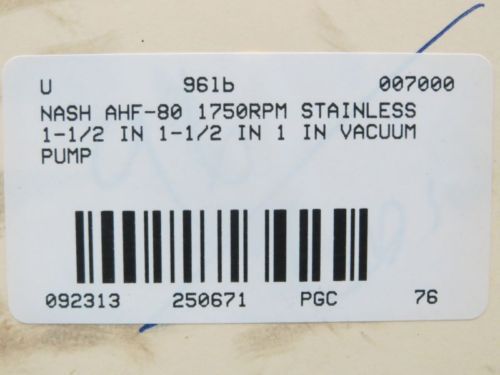 U 96lb 007000
NASH AHF-80 1750RPM STAINLESS
1-1/2 IN 1-1/2 IN 1 IN VACUUM
PUMP
092313 250671 PGC 76